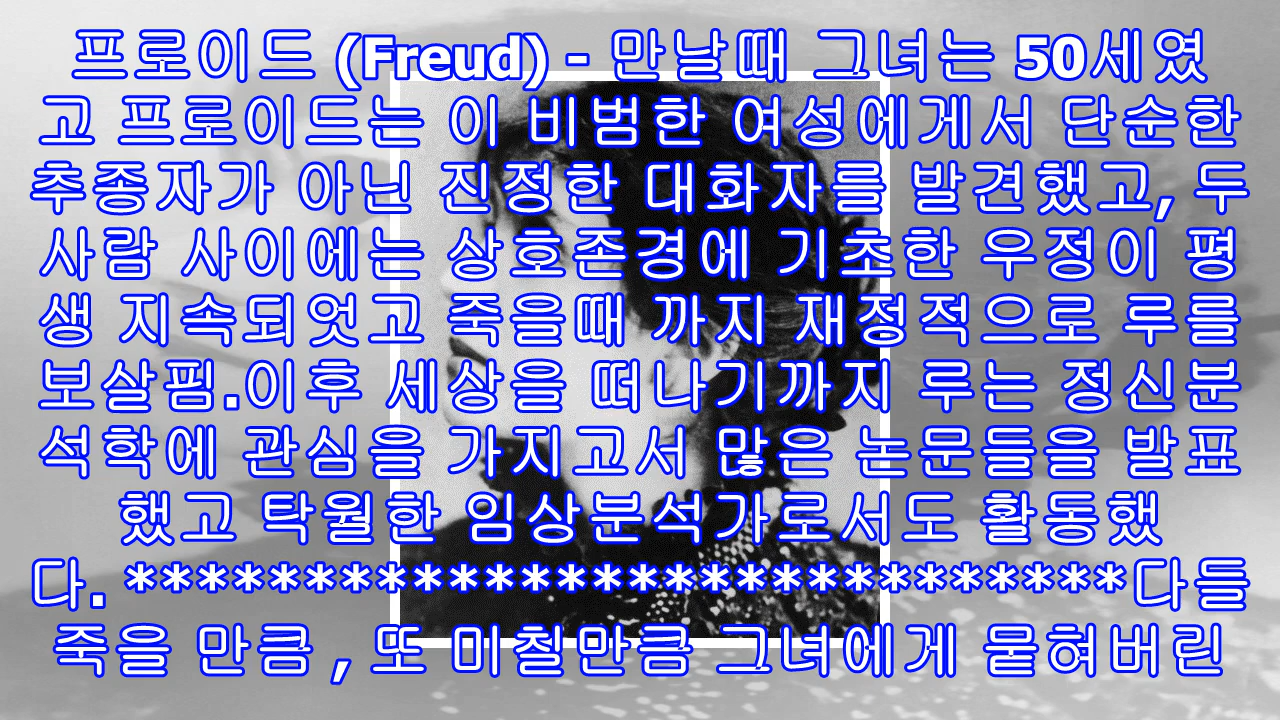 프로이드 (Freud) - 만날때 그녀는 50세였
고 프로이드는 이 비범한 여성에게서 단순한
추종자가 아닌 진정한 대화자를 발견했고, 두
사람 사이에는 상호존경에 기초한 우정이 평
생 지속되엇고 죽을때 까지 재정적으로 루를
보살핌.이후 세상을 떠나기까지 루는 정신분
석학에 관심을 가지고서 많은 논문들을 발표
했고 탁월한 임상분석가로서도 활동했
다. ****************************다들
죽을 만큼 , 또 미칠만큼 그녀에게 뭍혀버린